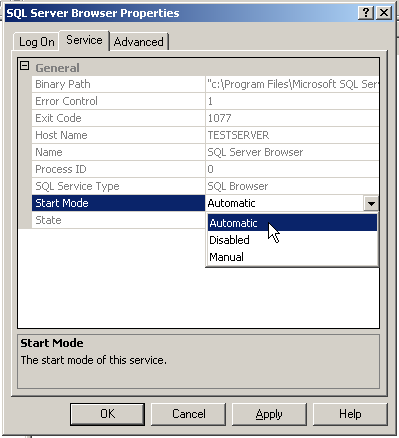 SQL Server Browser Properties
Log On Service Advanced
General
Binary Path "c:\Program Files\Microsoft SQL Ser
Error Control 1
Exit Code 1077
Host Name TESTSERVER
Name SQL Server Browser
Process ID 0
SQL Service Type SQL Browser
Start Mode Automatic
State
Automatic
Disabled
Manual
Start Mode
The start mode of this service.
OK Cancel Apply Help